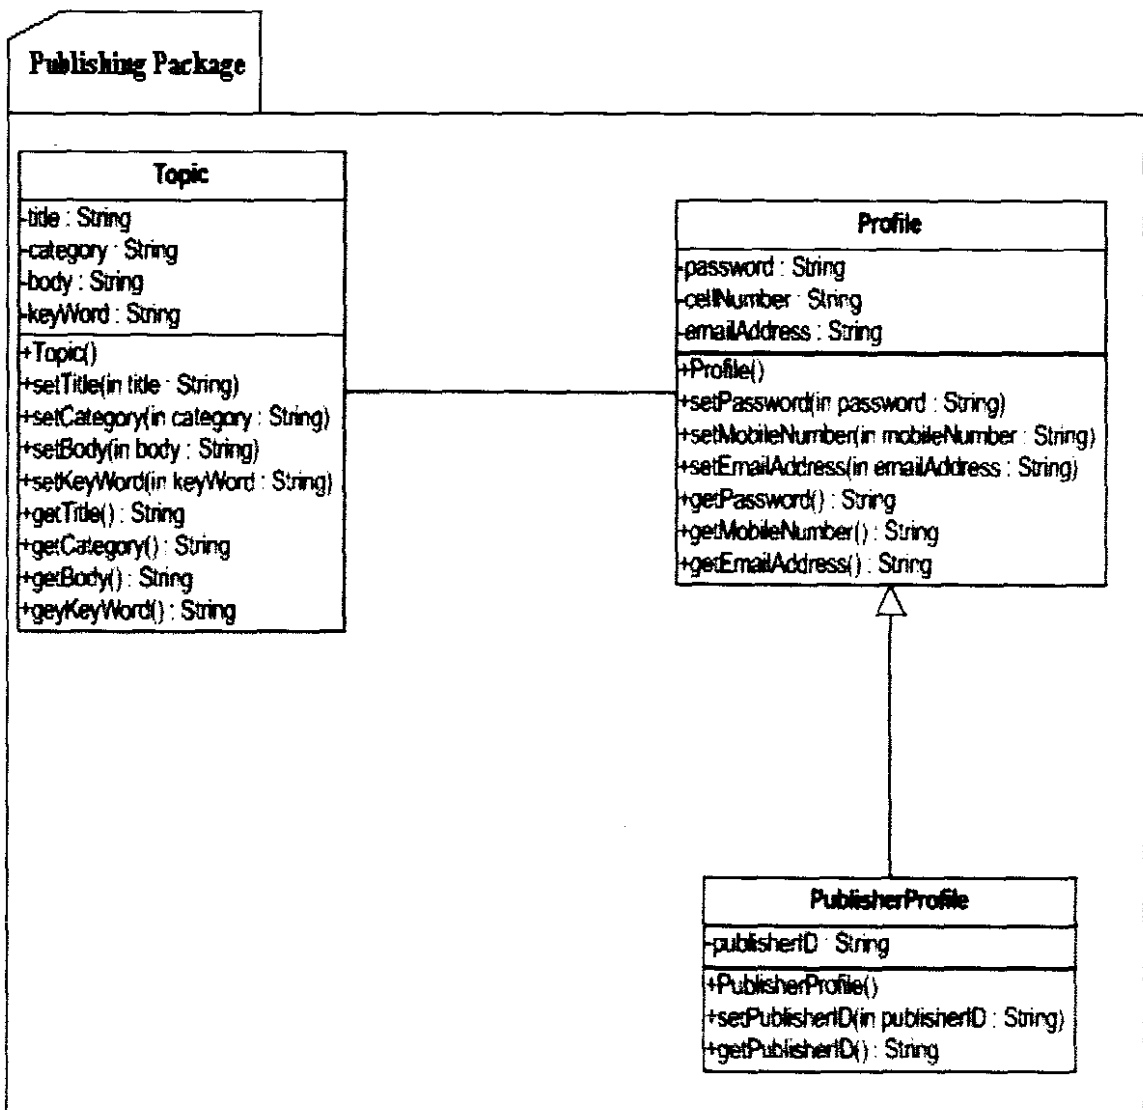 Publishing Package
Topic
-title : String
-category : String
-body : String
-keyWord : String
+Topic()
+setTitle(in title : String)
+setCategory(in category : String)
+setBody(in body : String)
+setKeyWord(in keyWord : String)
+getTitle() : String
+getCategory() : String
+getBody() : String
+geyKeyWord() : String
Profile
-password : String
-cellNumber : String
-emailAddress : String
+Profile()
+setPassword(in password : String)
+setMobileNumber(in mobileNumber : String)
+setEmailAddress(in emailAddress : String)
+getPassword() : String
+getMobileNumber() : String
+getEmailAddress() : String
PublisherProfile
-publisherID : String
+PublisherProfile()
+setPublisherID(in publisherID : String)
+getPublisherID() : String